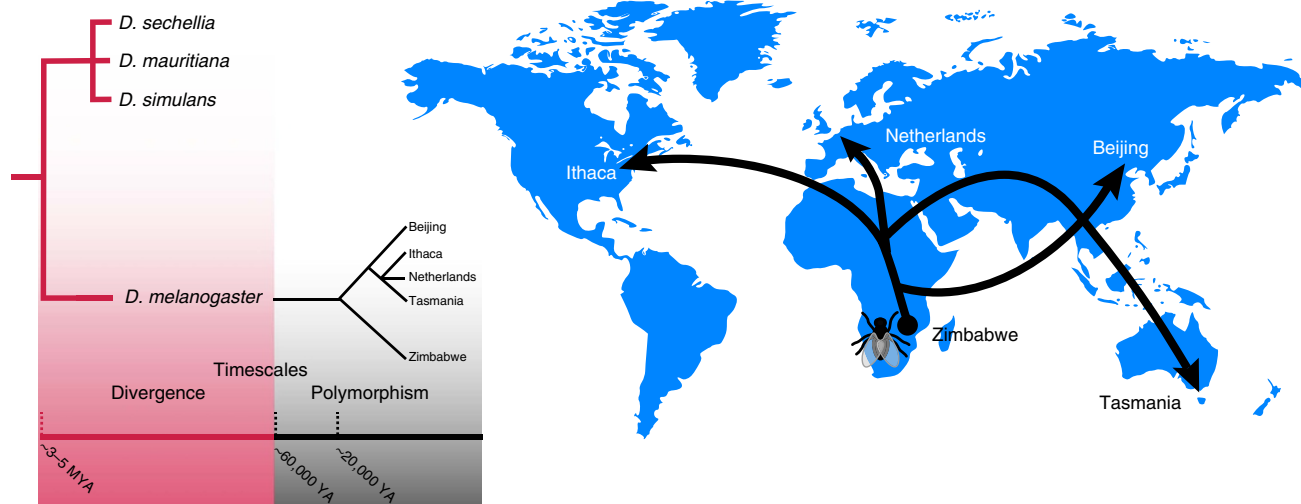 D. sechellia
D. mauritiana
D. simulans
D. melanogaster
Beijing
Ithaca
Netherlands
Tasmania
Zimbabwe
Timescales
Divergence
Polymorphism
~3–5 MYA
~60,000 YA
~20,000 YA
Ithaca
Netherlands
Beijing
Zimbabwe
Tasmania